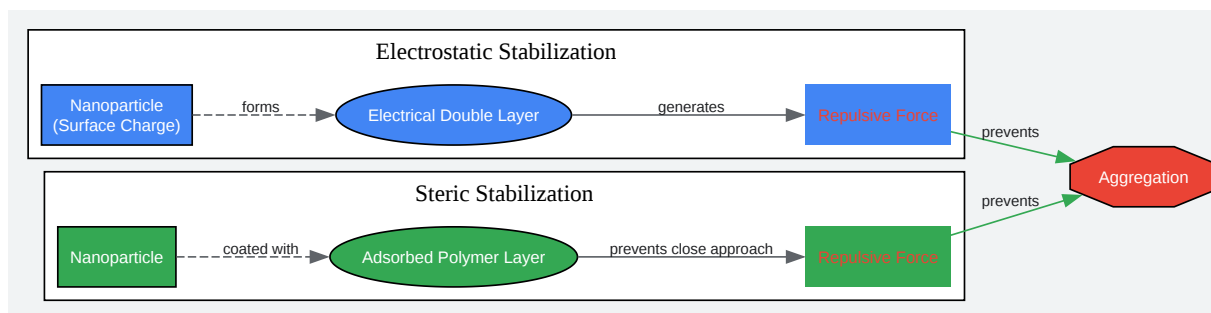 Electrostatic Stabilization
Nanoparticle
(Surface Charge)
forms
Electrical Double Layer
generates
Repulsive Force
prevents
Aggregation
Steric Stabilization
Nanoparticle
coated with
Adsorbed Polymer Layer
prevents close approach
Repulsive Force
prevents